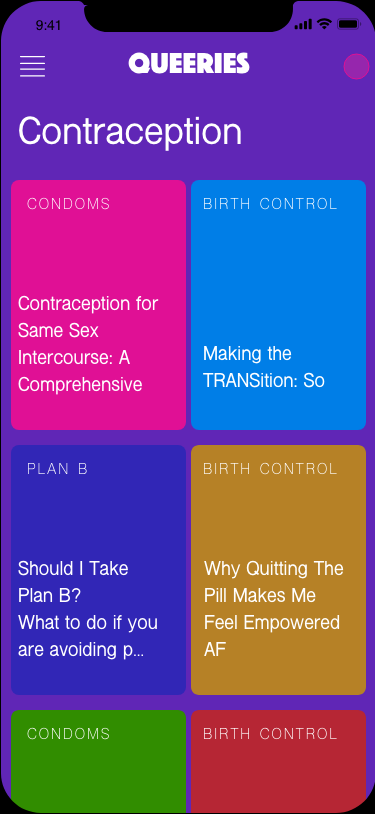 9:41
QUEERIES
Contraception
CONDOMS
Contraception for
Same Sex
Intercourse: A
Comprehensive
BIRTH CONTROL
Making the
TRANSition: So
PLAN B
Should I Take
Plan B?
What to do if you
are avoiding p...
BIRTH CONTROL
Why Quitting The
Pill Makes Me
Feel Empowered
AF
CONDOMS
BIRTH CONTROL